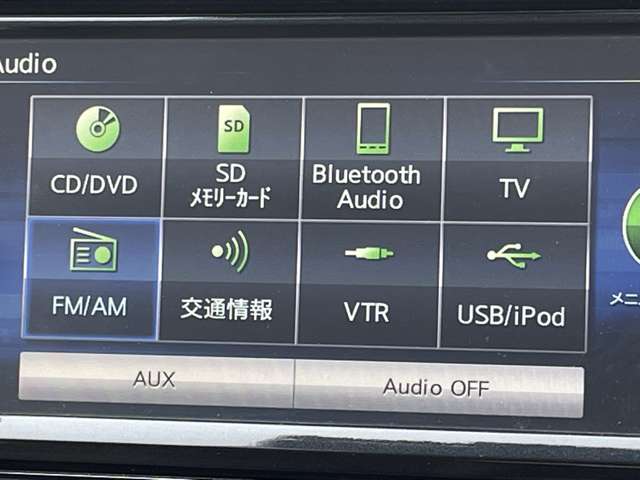 Audio
CD/DVD
SD
SD
メモリーカード
Bluetooth
Audio
TV
FM/AM
交通情報
VTR
USB/iPod
メニ
AUX
Audio OFF